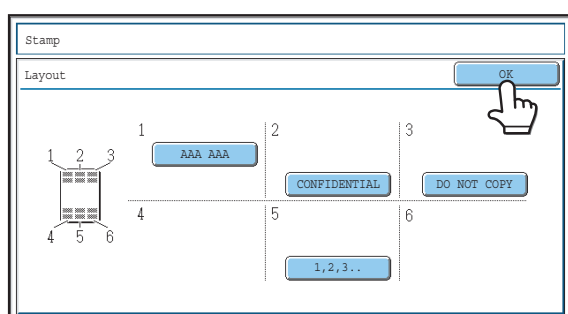 Stamp
Layout
OK
1 2 3
4 5 6
1
AAA AAA
2
CONFIDENTIAL
3
DO NOT COPY
4
5
1,2,3..
6